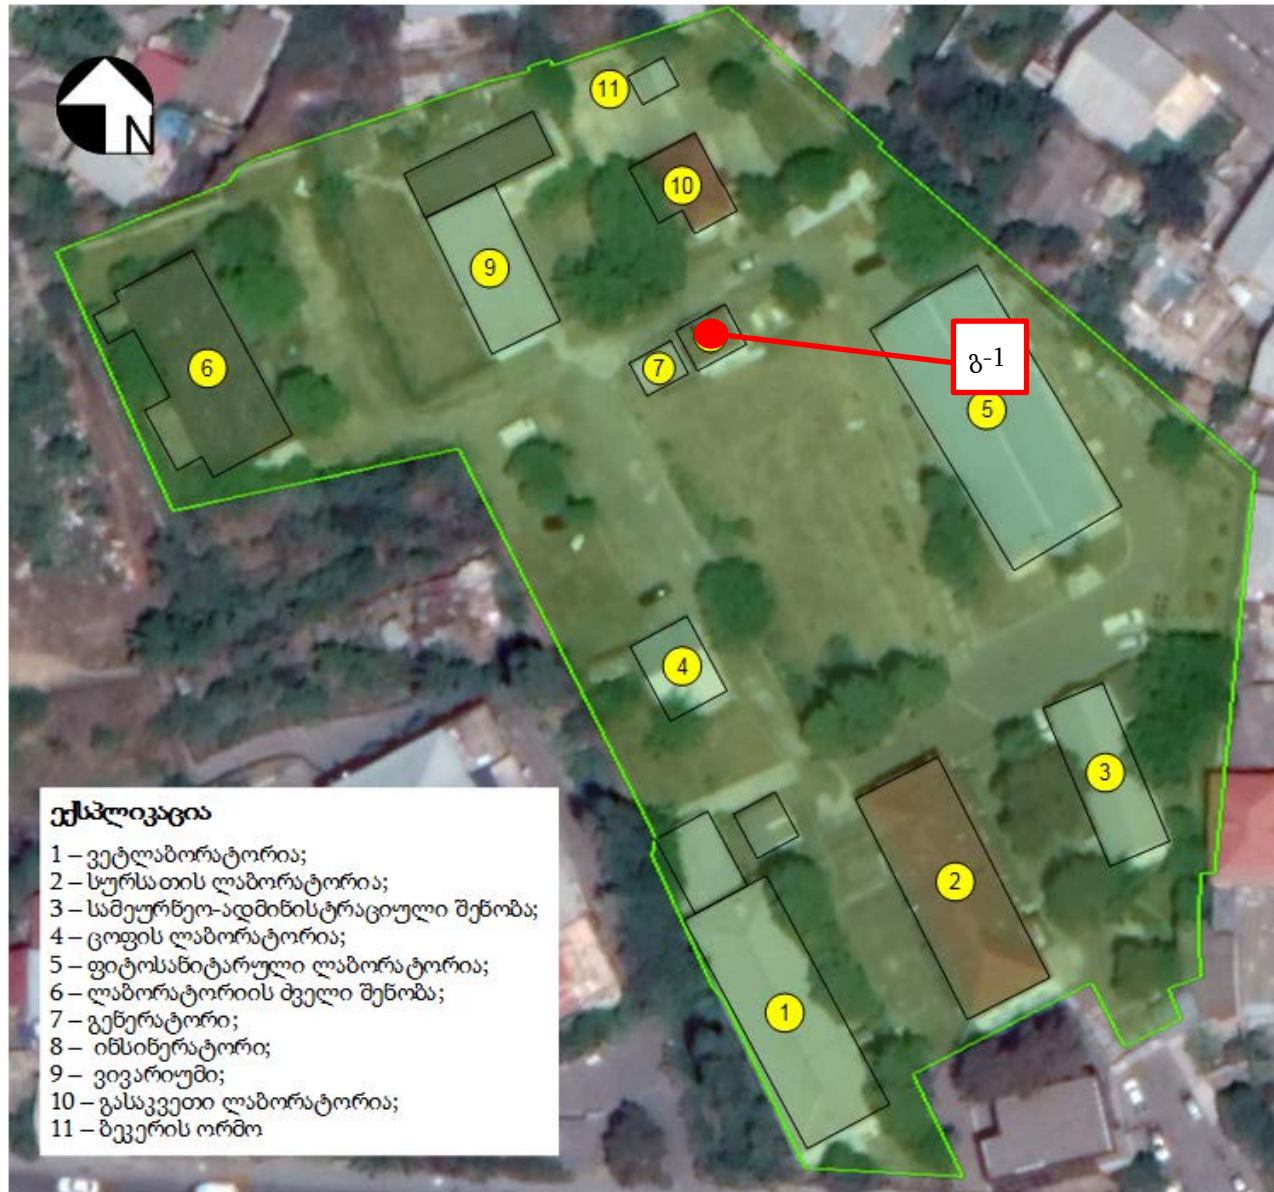 N
11
10
9
გ-1
6
7
5
4
3
2
1
ექსპლიკაცია
1 – ვეტლაბორატორია;
2 – სურსათის ლაბორატორია;
3 – სამეურნეო-ადმინისტრაციული შენობა;
4 – ცოფის ლაბორატორია;
5 – ფიტოსანიტარული ლაბორატორია;
6 – ლაბორატორიის ძველი შენობა;
7 – გენერატორი;
8 – ინსინერატორი;
9 – ვივარიუმი;
10 – გასაკვეთი ლაბორატორია;
11 – ბეკერის ორმო